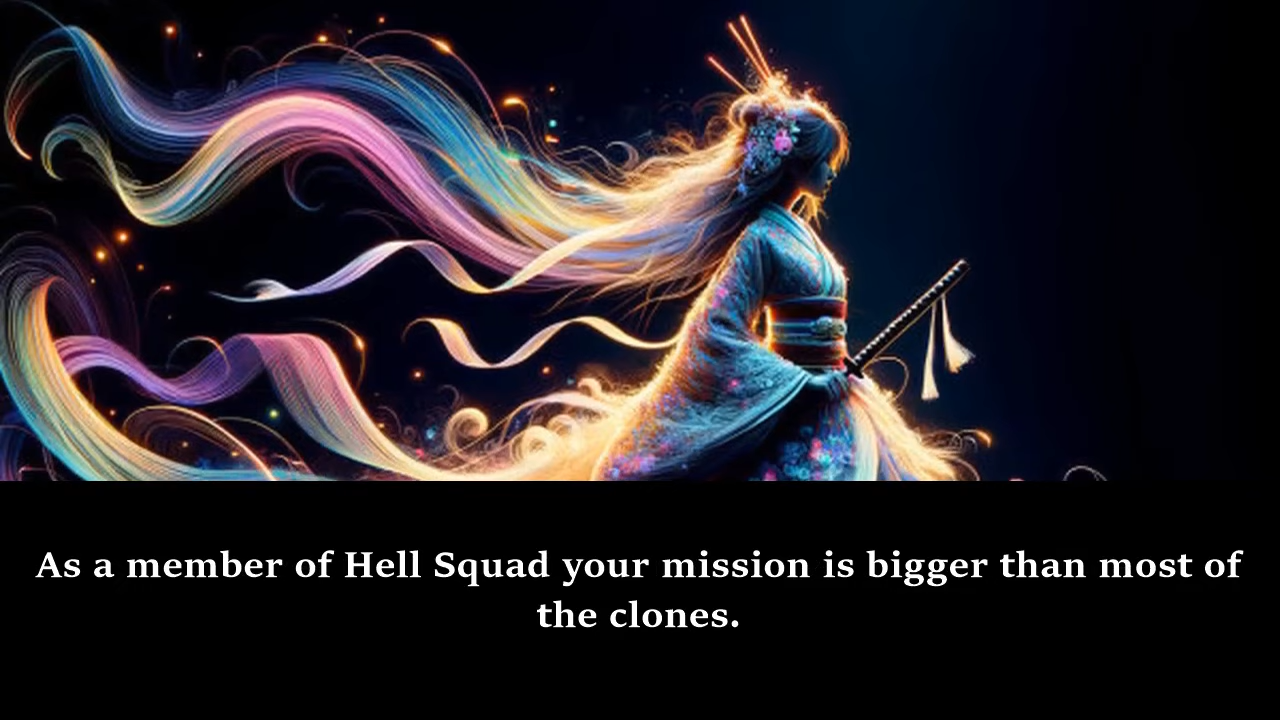 As a member of Hell Squad your mission is bigger than most of
the clones.